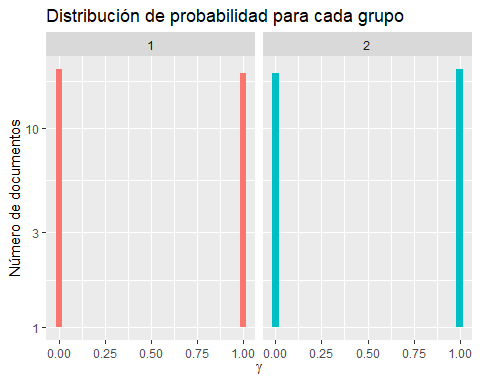 Distribución de probabilidad para cada grupo
1 2
Número de documentos
10
3
1
0.00 0.25 0.50 0.75 1.00 0.00 0.25 0.50 0.75 1.00
γ